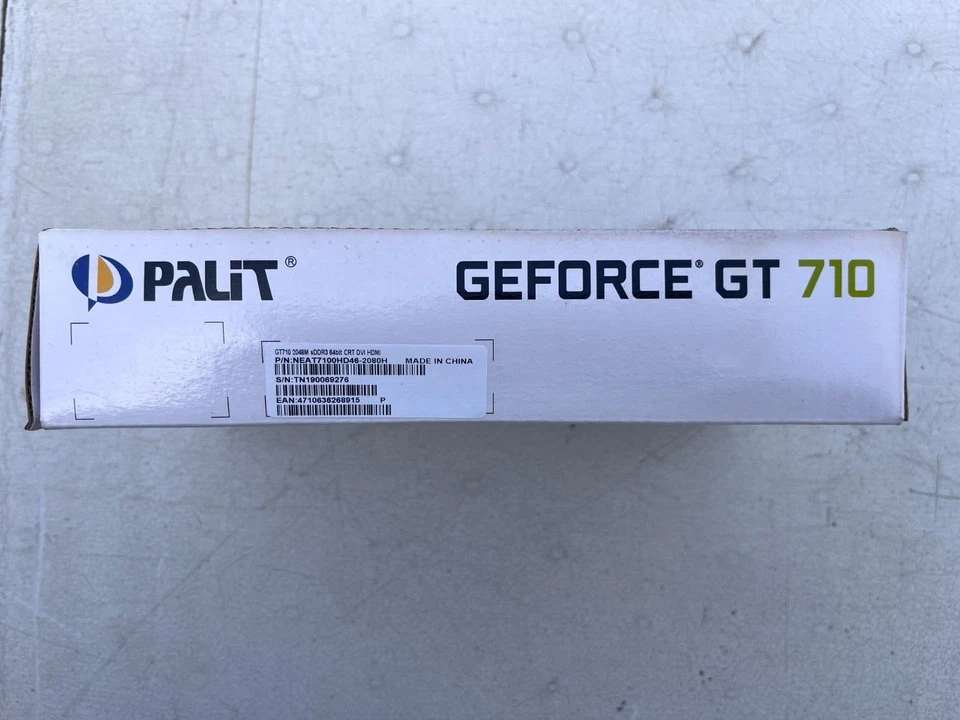 PALiT®
GEFORCE® GT 710
GT710 2048M sDDR3 64bit CRT DVI HDMI
P/N:NEAT7100HD46-2080H MADE IN CHINA
S/N:TN190069276
EAN:4710636268915 P